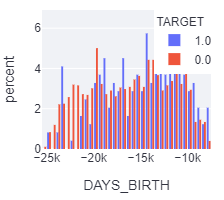 TARGET
1.0
0.0
percent
6
4
2
0
−25k
−20k
−15k
−10k
DAYS_BIRTH